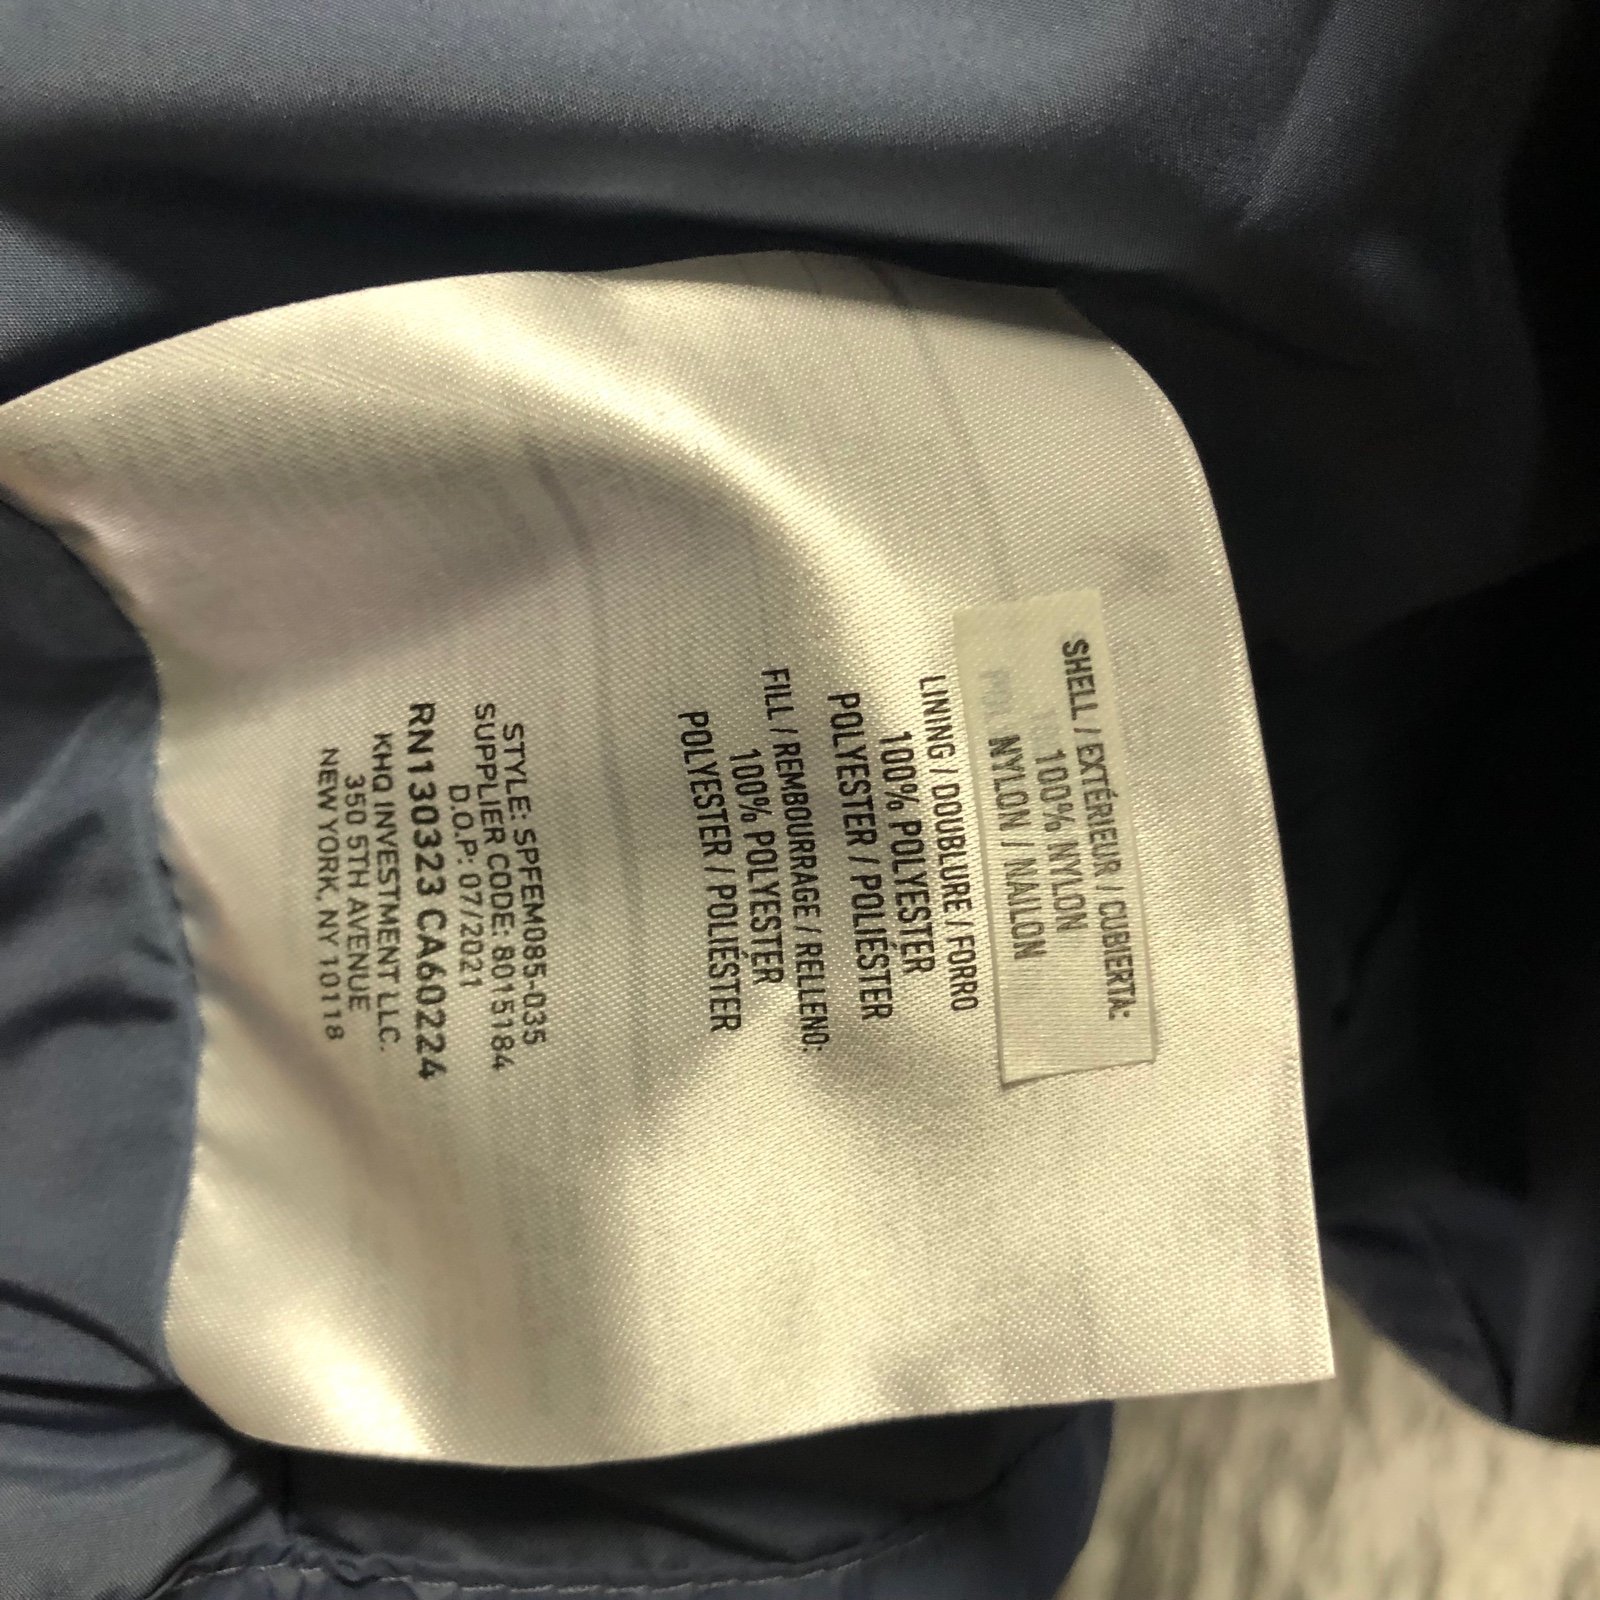 SHELL / EXTÉRIEUR / CUBIERTA:
100% NYLON
NYLON / NAILON
LINING / DOUBLURE / FORRO
100% POLYESTER
POLYESTER / POLIÉSTER
FILL / REMBOURRAGE / RELLENO:
100% POLYESTER
POLYESTER / POLIÉSTER
STYLE: SPFEM085-035
SUPPLIER CODE: 8015184
D.O.P: 07/2021
RN130323 CA60224
KHQ INVESTMENT LLC.
350 5TH AVENUE
NEW YORK, NY 10118